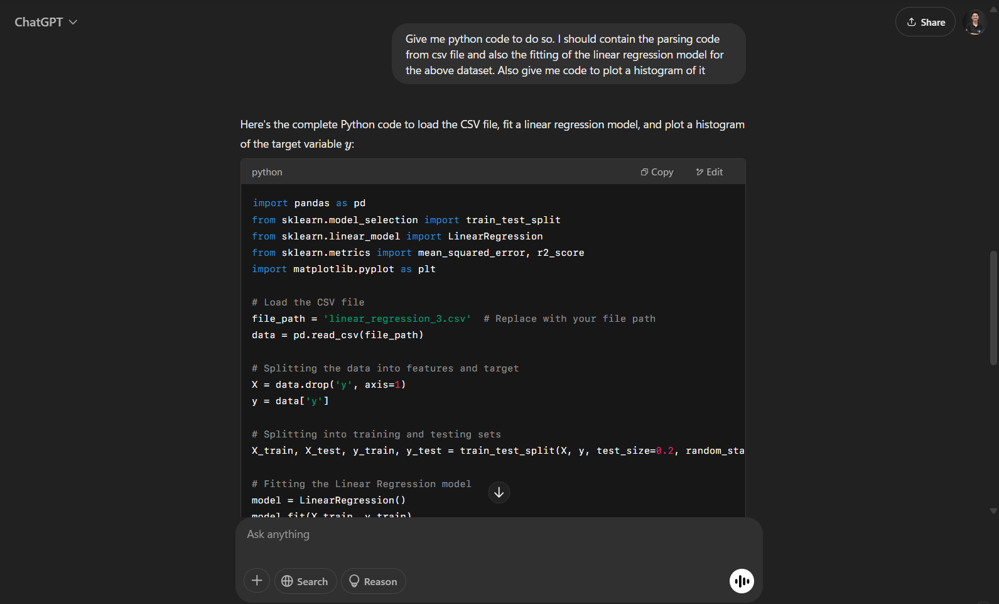 ChatGPT
Share
Give me python code to do so. I should contain the parsing code
from csv file and also the fitting of the linear regression model for
the above dataset. Also give me code to plot a histogram of it
Here's the complete Python code to load the CSV file, fit a linear regression model, and plot a histogram
of the target variable y:
python
Copy
Edit
import pandas as pd
from sklearn.model_selection import train_test_split
from sklearn.linear_model import LinearRegression
from sklearn.metrics import mean_squared_error, r2_score
import matplotlib.pyplot as plt
# Load the CSV file
file_path = 'linear_regression_3.csv'  # Replace with your file path
data = pd.read_csv(file_path)
# Splitting the data into features and target
X = data.drop('y', axis=1)
y = data['y']
# Splitting into training and testing sets
X_train, X_test, y_train, y_test = train_test_split(X, y, test_size=0.2, random_sta
# Fitting the Linear Regression model
model = LinearRegression()
model.fit(X_train, y_train)
Ask anything
Search
Reason